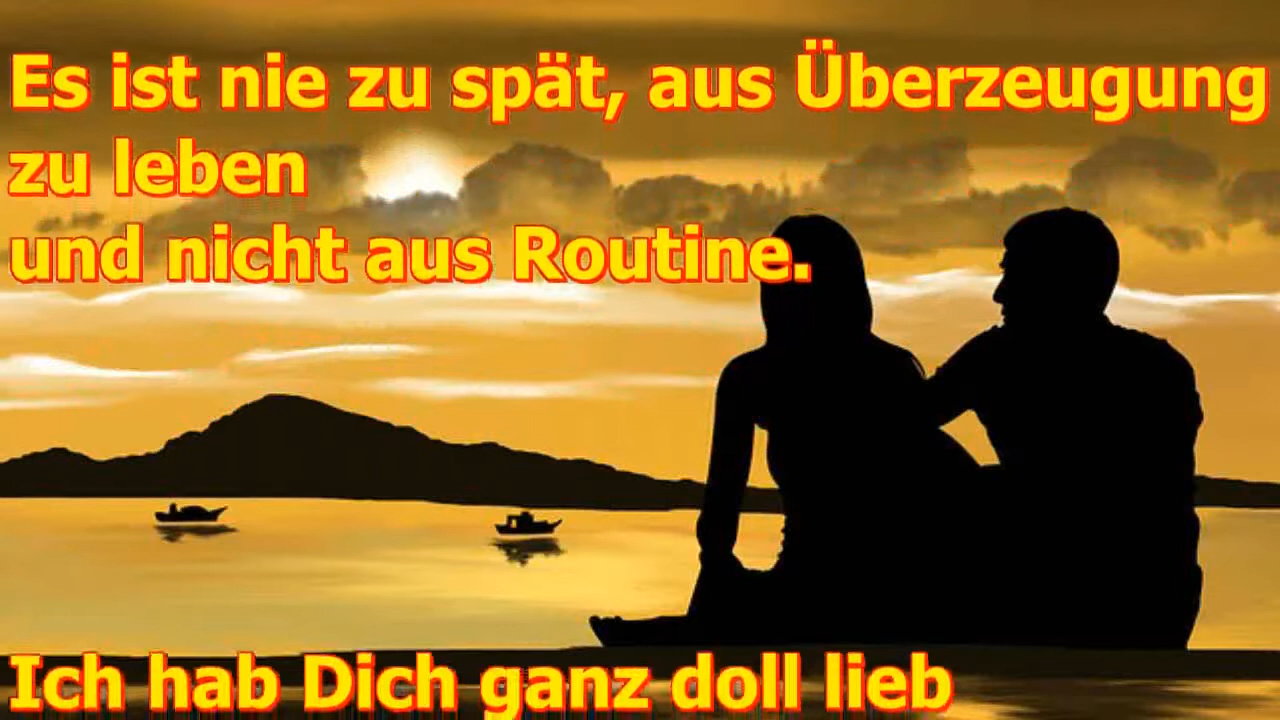 Es ist nie zu spät, aus Überzeugung
zu leben
und nicht aus Routine.
Ich hab Dich ganz doll lieb